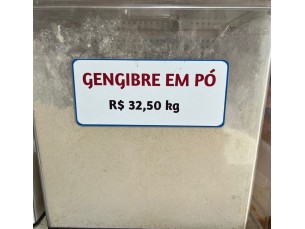 GENGIBRE EM PÓ
R$ 32,50 kg